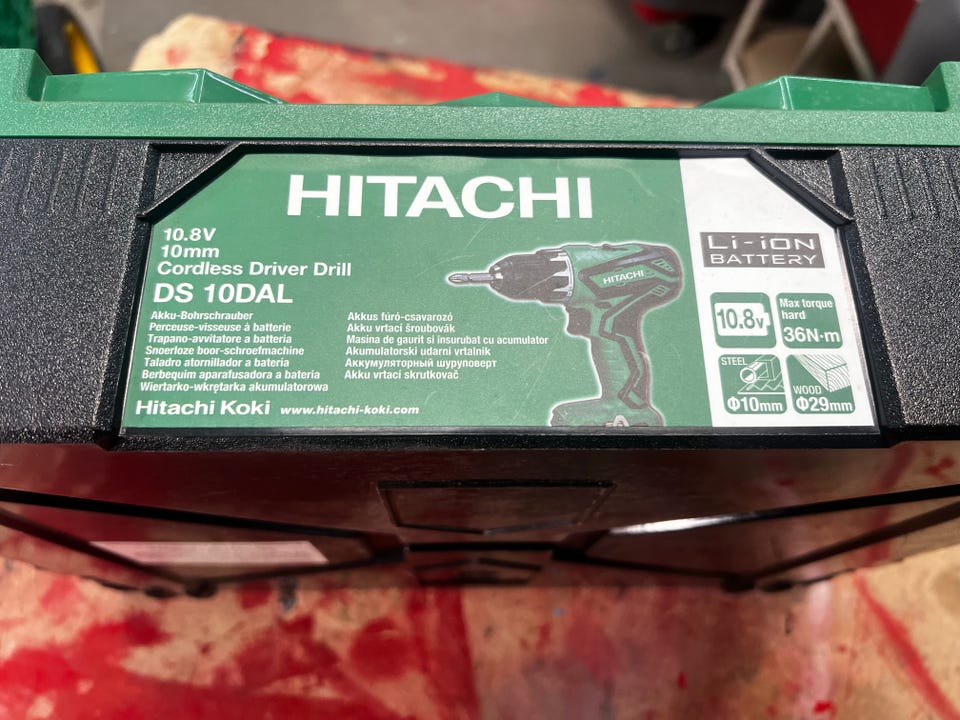 HITACHI
10.8V
10mm
Cordless Driver Drill
DS 10DAL
Akku-Bohrschrauber
Perceuse-visseuse à batterie
Trapano-avvitatore a batteria
Snoerloze boor-schroefmachine
Taladro atornillador a bateria
Berbequim aparafusadora a bateria
Wiertarko-wkrętarka akumulatorowa
Akkus fúró-csavarozó
Akku vrtací šroubovák
Masina de gaurit si insurubat cu acumulator
Akumulatorski udarni vrtalnik
Аккумуляторный шуруповерт
Akku vrtací skrutkovač
Hitachi Koki www.hitachi-koki.com
HITACHI
Li-ion
BATTERY
10.8v
Max torque
hard
36N·m
STEEL
Φ10mm
WOOD
Φ29mm